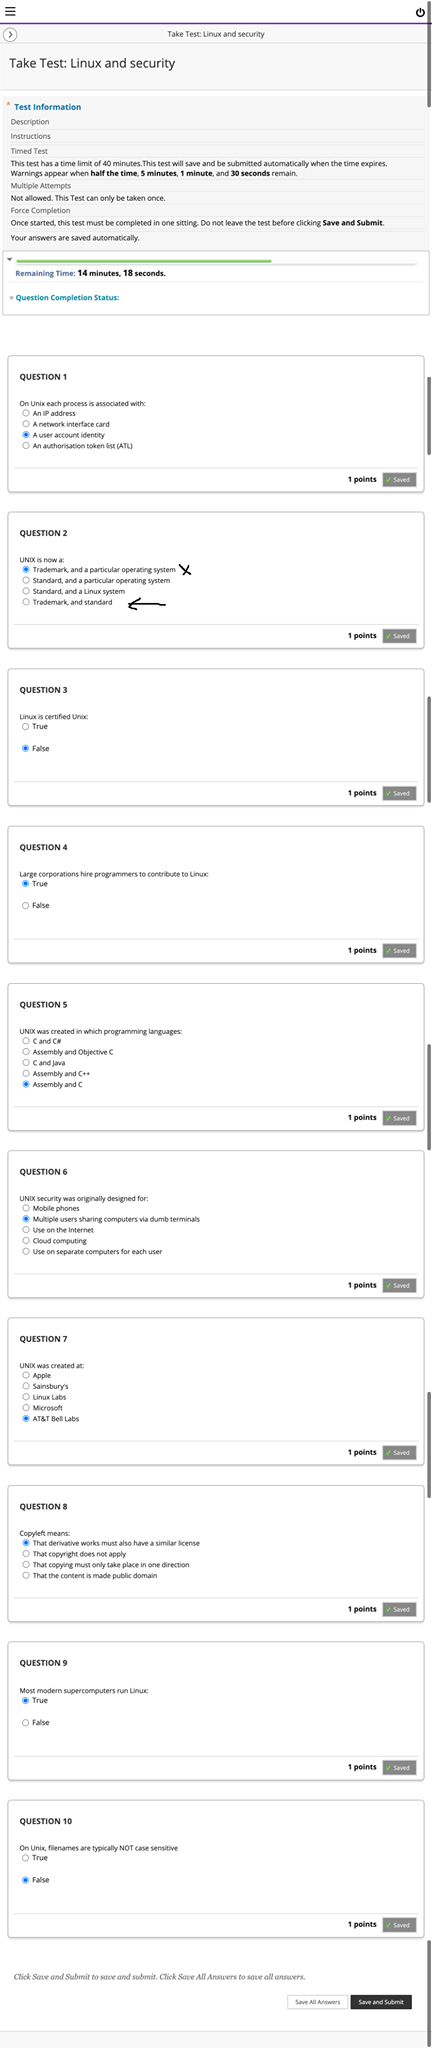 Take Test: Linux and security
Take Test: Linux and security
* Test Information
Description
Instructions
Timed Test
This test has a time limit of 40 minutes.This test will save and be submitted automatically when the time expires.
Warnings appear when half the time, 5 minutes, 1 minute, and 30 seconds remain.
Multiple Attempts
Not allowed. This Test can only be taken once.
Force Completion
Once started, this test must be completed in one sitting. Do not leave the test before clicking Save and Submit.
Your answers are saved automatically.
Remaining Time: 14 minutes, 18 seconds.
Question Completion Status:
QUESTION 1
On Unix each process is associated with:
An IP address
A network interface card
A user account identity
An authorisation token list (ATL)
1 points Saved
QUESTION 2
UNIX is now a:
Trademark, and a particular operating system
Standard, and a particular operating system
Standard, and a Linux system
Trademark, and standard
1 points Saved
QUESTION 3
Linux is certified Unix:
True
False
1 points Saved
QUESTION 4
Large corporations hire programmers to contribute to Linux:
True
False
1 points Saved
QUESTION 5
UNIX was created in which programming languages:
C and C#
Assembly and Objective C
C and Java
Assembly and C++
Assembly and C
1 points Saved
QUESTION 6
UNIX security was originally designed for:
Mobile phones
Multiple users sharing computers via dumb terminals
Use on the Internet
Cloud computing
Use on separate computers for each user
1 points Saved
QUESTION 7
UNIX was created at:
Apple
Sainsbury's
Linux Labs
Microsoft
AT&T Bell Labs
1 points Saved
QUESTION 8
Copyleft means:
That derivative works must also have a similar license
That copyright does not apply
That copying must only take place in one direction
That the content is made public domain
1 points Saved
QUESTION 9
Most modern supercomputers run Linux:
True
False
1 points Saved
QUESTION 10
On Unix, filenames are typically NOT case sensitive
True
False
1 points Saved
Click Save and Submit to save and submit. Click Save All Answers to save all answers.
Save All Answers Save and Submit